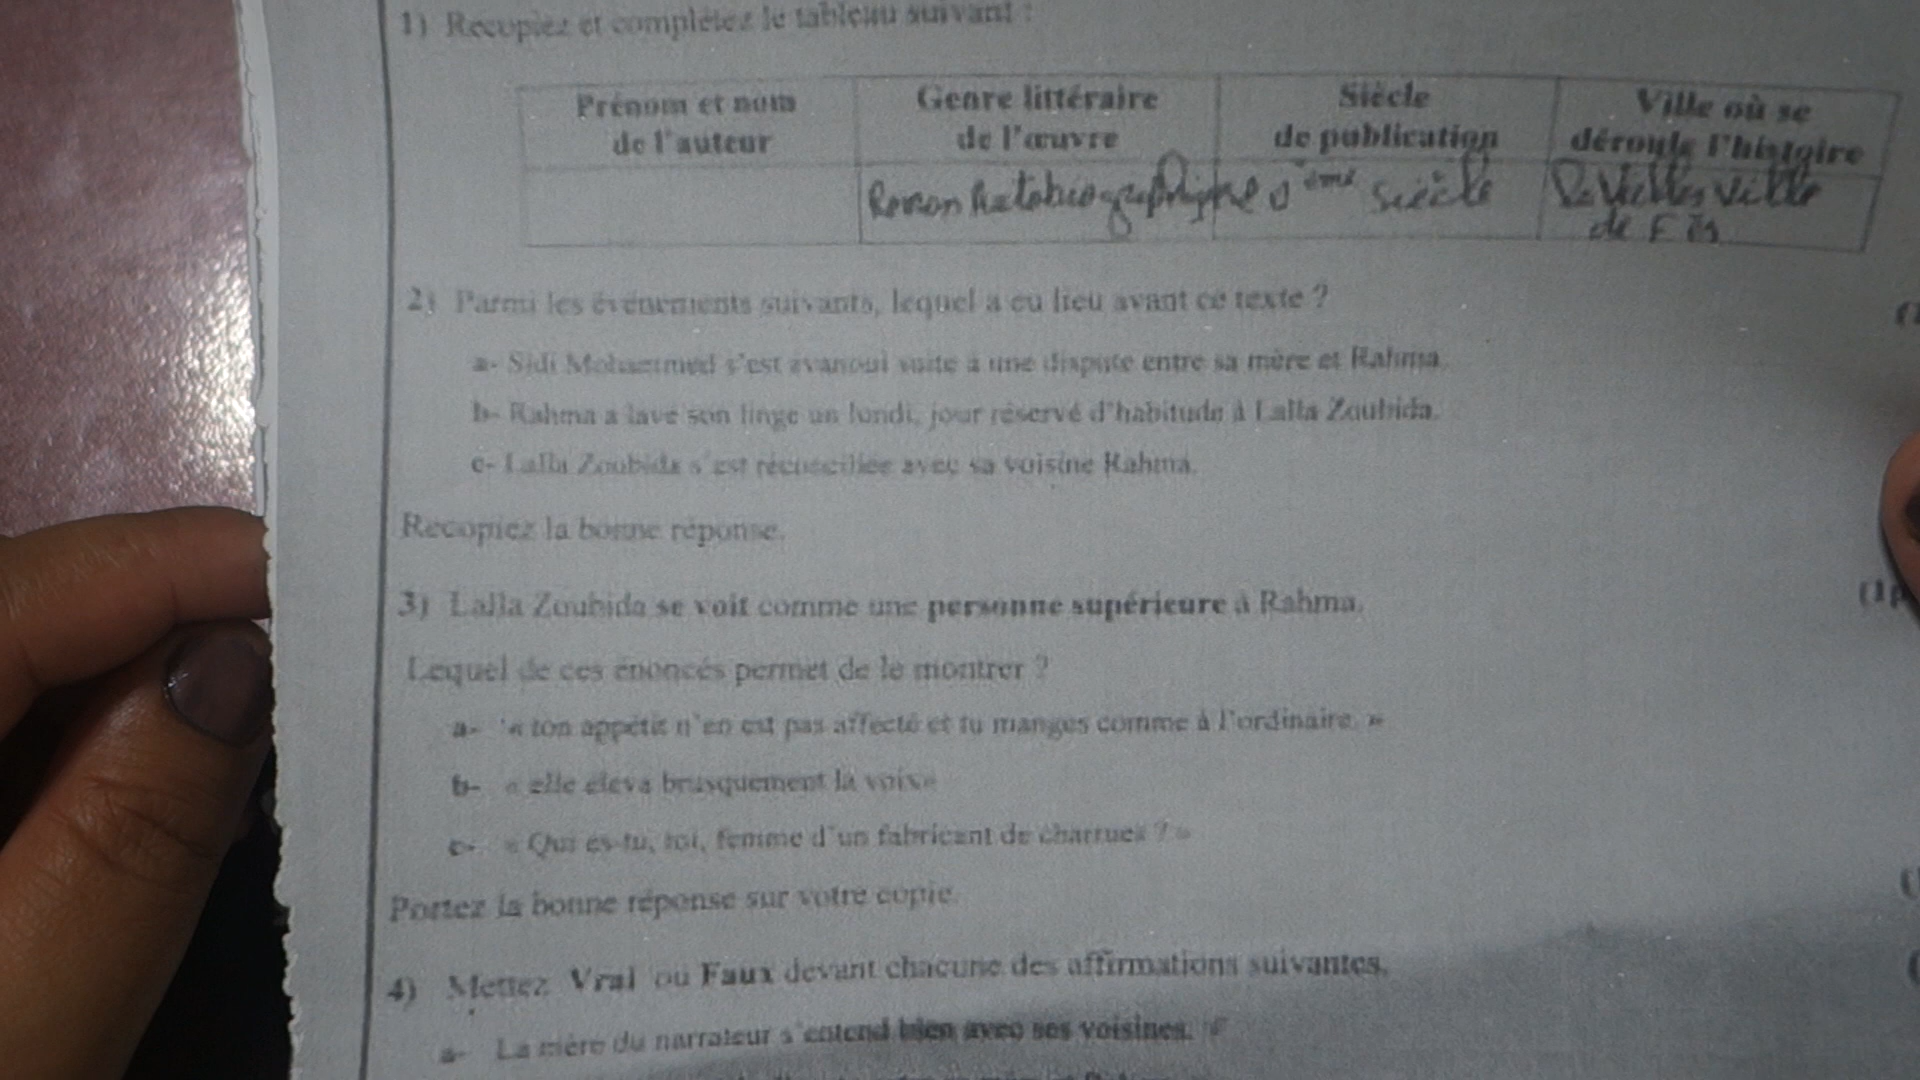 1) Recopiez et complétez le tableau suivant :
Prénom et nom de l'auteur
Genre littéraire de l'œuvre
Siècle de publication
Ville où se déroule l'histoire
Roman Autobiographique
ème siècle
ville
de Fès
2) Parmi les événements suivants, lequel a eu lieu avant ce texte ?
a- Sidi Mohammed s'est évanoui suite à une dispute entre sa mère et Rahma.
b- Rahma a lavé son linge un lundi, jour réservé d'habitude à Lalla Zoubida.
c- Lalla Zoubida s'est réconciliée avec sa voisine Rahma.
Recopiez la bonne réponse.
3) Lalla Zoubida se voit comme une personne supérieure à Rahma.
(1p
Lequel de ces énoncés permet de le montrer ?
a- « ton appétit n'en est pas affecté et tu manges comme à l'ordinaire. »
b- « elle éleva brusquement la voix»
c- « Qui es-tu, toi, femme d'un fabricant de charrues ? »
Portez la bonne réponse sur votre copie.
4) Mettez Vrai ou Faux devant chacune des affirmations suivantes.
a- La mère du narrateur s'entend bien avec ses voisines. F